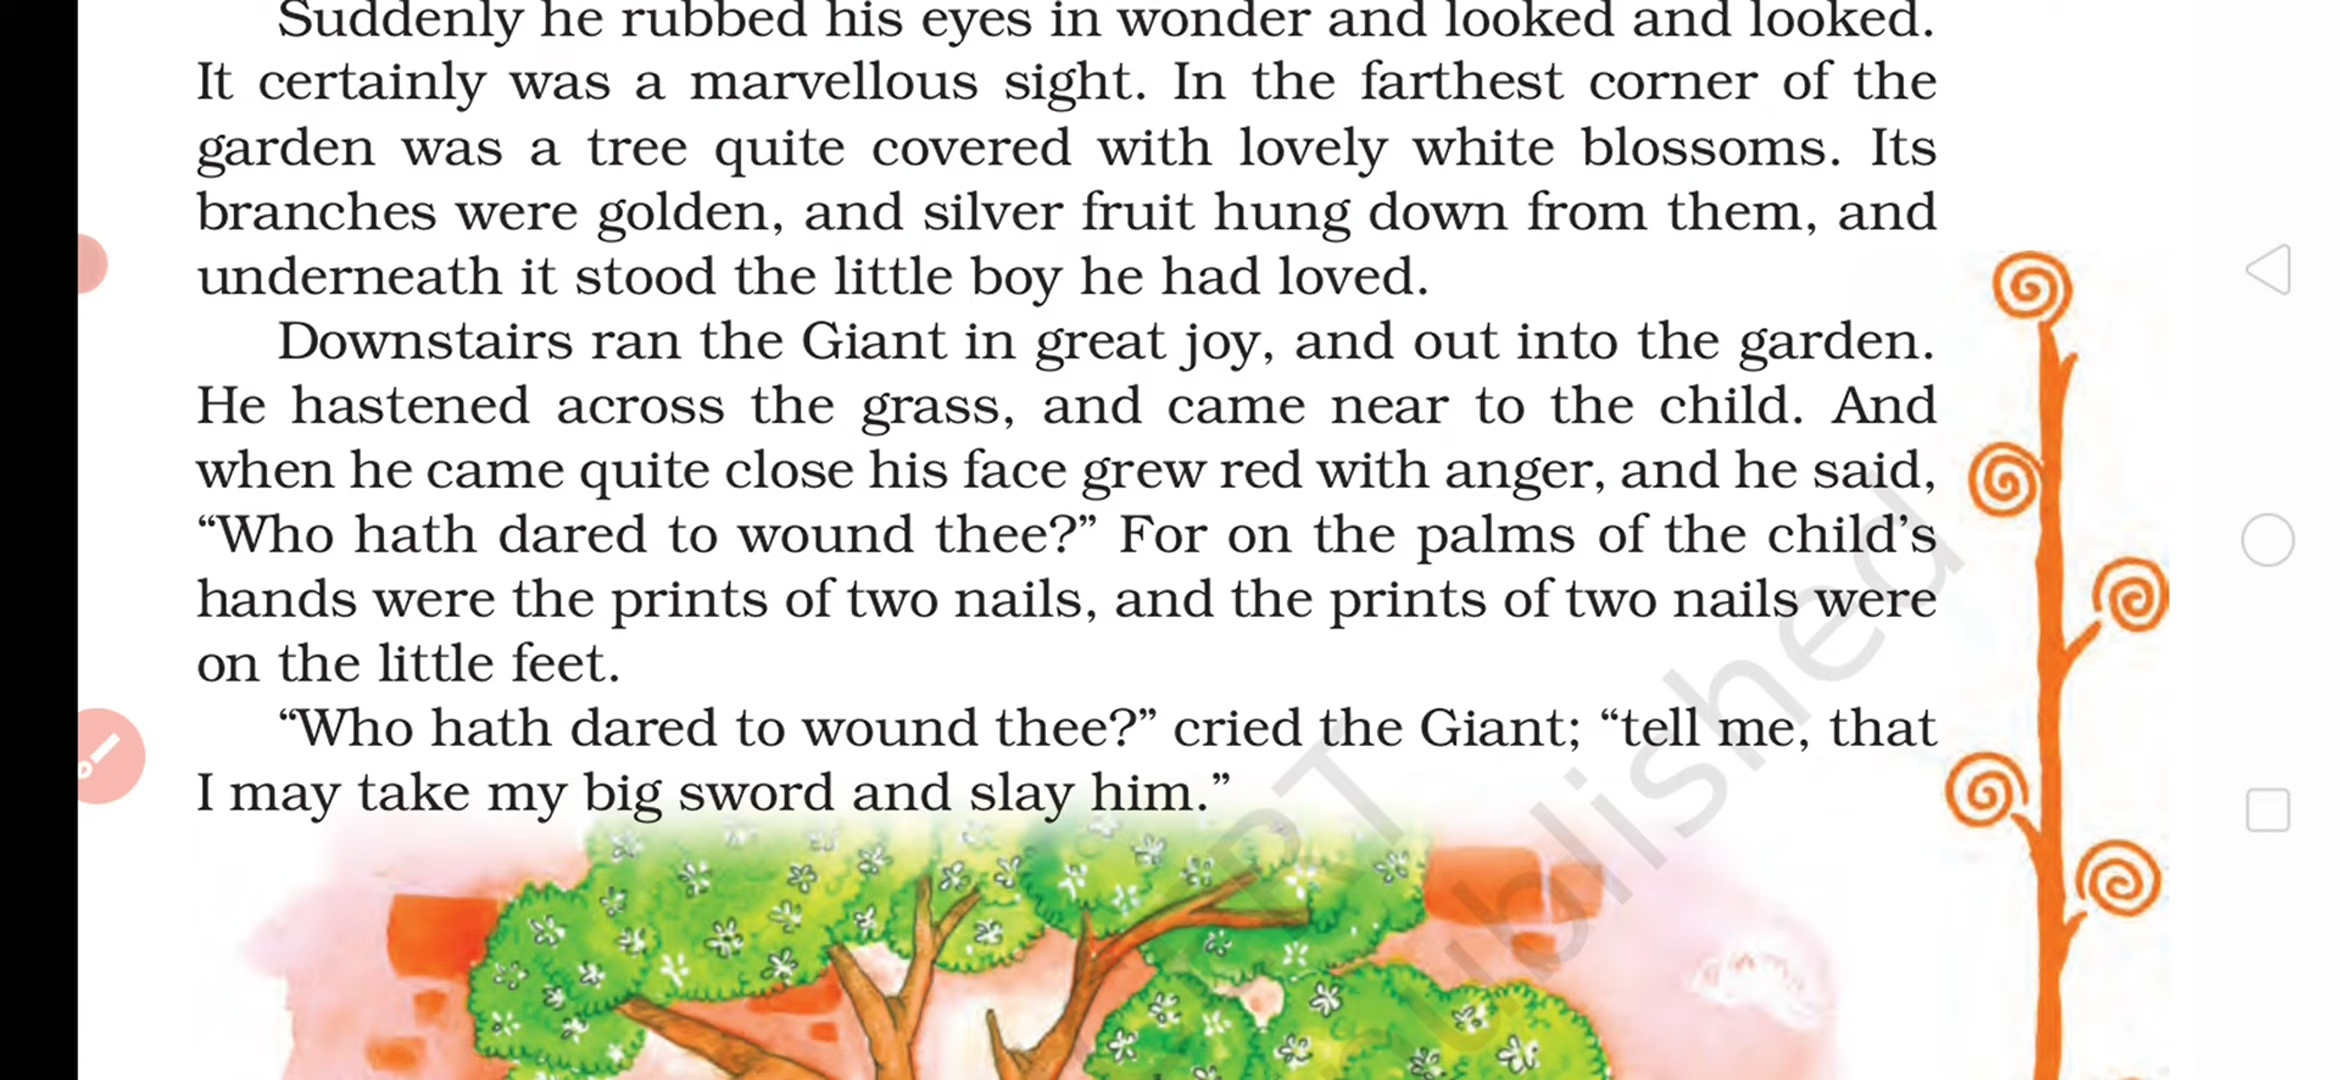 Suddenly he rubbed his eyes in wonder and looked and looked.
It certainly was a marvellous sight. In the farthest corner of the
garden was a tree quite covered with lovely white blossoms. Its
branches were golden, and silver fruit hung down from them, and
underneath it stood the little boy he had loved.
Downstairs ran the Giant in great joy, and out into the garden.
He hastened across the grass, and came near to the child. And
when he came quite close his face grew red with anger, and he said,
“Who hath dared to wound thee?” For on the palms of the child’s
hands were the prints of two nails, and the prints of two nails were
on the little feet.
“Who hath dared to wound thee?” cried the Giant; “tell me, that
I may take my big sword and slay him.”